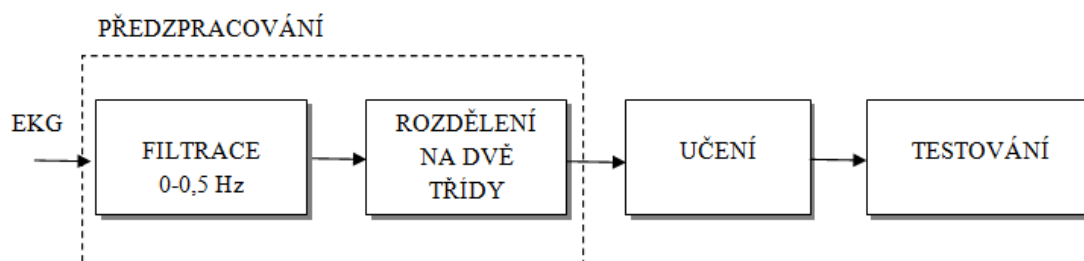 PŘEDZPRACOVÁNÍ
EKG
FILTRACE
0-0,5 Hz
ROZDĚLENÍ
NA DVĚ
TŘÍDY
UČENÍ
TESTOVÁNÍ